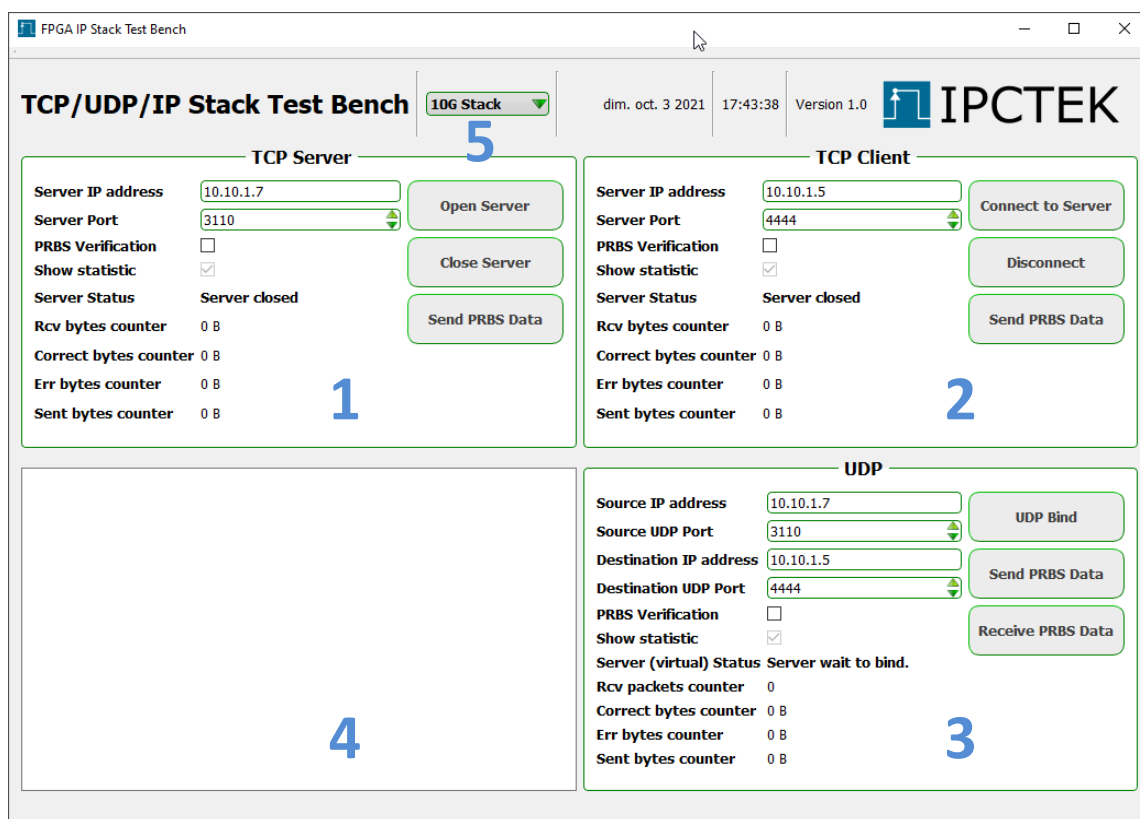 FPGA IP Stack Test Bench
TCP/UDP/IP Stack Test Bench
10G Stack
dim. oct. 3 2021
17:43:38
Version 1.0
IPCTEK
5
TCP Server
Server IP address 10.10.1.7
Server Port 3110
PRBS Verification
Show statistic
Server Status Server closed
Rcv bytes counter 0 B
Correct bytes counter 0 B
Err bytes counter 0 B
Sent bytes counter 0 B
Open Server
Close Server
Send PRBS Data
1
TCP Client
Server IP address 10.10.1.5
Server Port 4444
PRBS Verification
Show statistic
Server Status Server closed
Rcv bytes counter 0 B
Correct bytes counter 0 B
Err bytes counter 0 B
Sent bytes counter 0 B
Connect to Server
Disconnect
Send PRBS Data
2
4
UDP
Source IP address 10.10.1.7
Source UDP Port 3110
Destination IP address 10.10.1.5
Destination UDP Port 4444
PRBS Verification
Show statistic
Server (virtual) Status Server wait to bind.
Rcv packets counter 0
Correct bytes counter 0 B
Err bytes counter 0 B
Sent bytes counter 0 B
UDP Bind
Send PRBS Data
Receive PRBS Data
3